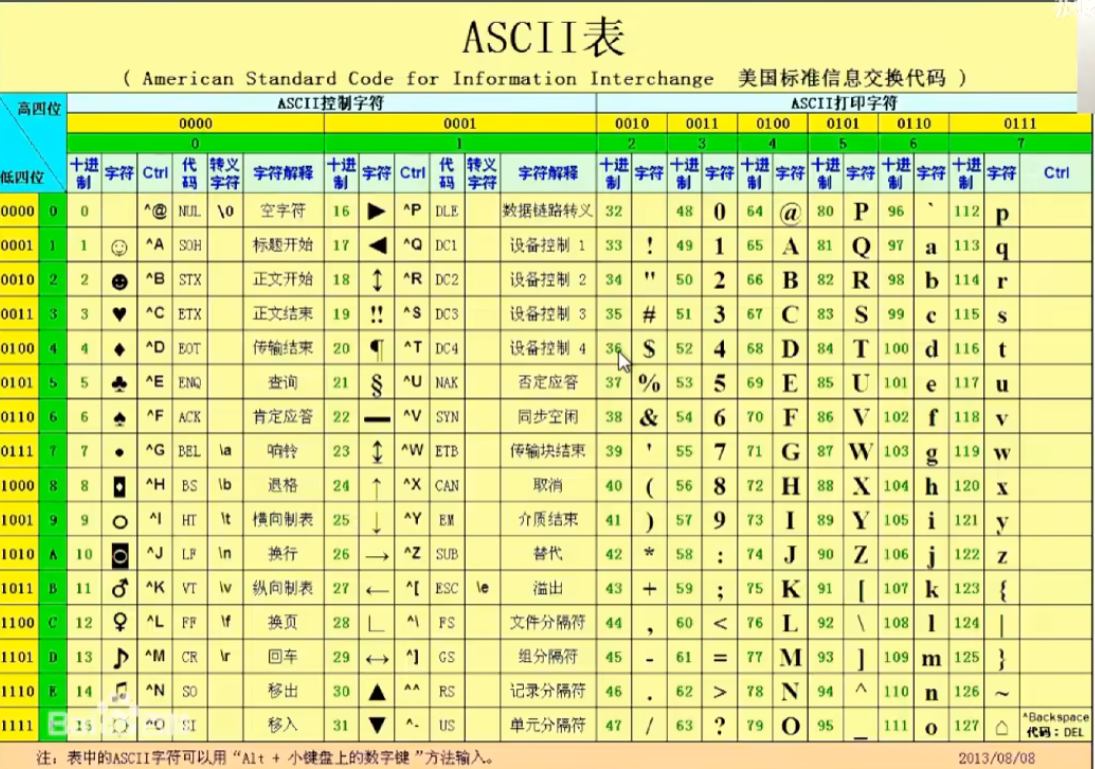 ASCII表
( American Standard Code for Information Interchange 美国标准信息交换代码 )
高四位 ASCII控制字符 ASCII打印字符
0000 0001 0010 0011 0100 0101 0110 0111
0 1 2 3 4 5 6 7
低四位 十进制 字符 Ctrl 代码 转义字符 字符解释 十进制 字符 Ctrl 代码 转义字符 字符解释 十进制 字符 十进制 字符 十进制 字符 十进制 字符 十进制 字符 十进制 字符 Ctrl
0000 0 0 ^@ NUL \0 空字符 16 ► ^P DLE 数据链路转义 32 48 0 64 @ 80 P 96 ` 112 p
0001 1 1 ☺ ^A SOH 标题开始 17 ◄ ^Q DC1 设备控制 1 33 ! 49 1 65 A 81 Q 97 a 113 q
0010 2 2 ☻ ^B STX 正文开始 18 ↕ ^R DC2 设备控制 2 34 " 50 2 66 B 82 R 98 b 114 r
0011 3 3 ♥ ^C ETX 正文结束 19 ‼ ^S DC3 设备控制 3 35 # 51 3 67 C 83 S 99 c 115 s
0100 4 4 ♦ ^D EOT 传输结束 20 ¶ ^T DC4 设备控制 4 36 $ 52 4 68 D 84 T 100 d 116 t
0101 5 5 ♣ ^E ENQ 查询 21 § ^U NAK 否定应答 37 % 53 5 69 E 85 U 101 e 117 u
0110 6 6 ♠ ^F ACK 肯定应答 22 ▬ ^V SYN 同步空闲 38 & 54 6 70 F 86 V 102 f 118 v
0111 7 7 • ^G BEL \a 响铃 23 ↨ ^W ETB 传输块结束 39 ' 55 7 71 G 87 W 103 g 119 w
1000 8 8 ◘ ^H BS \b 退格 24 ↑ ^X CAN 取消 40 ( 56 8 72 H 88 X 104 h 120 x
1001 9 9 ○ ^I HT \t 横向制表 25 ↓ ^Y EM 介质结束 41 ) 57 9 73 I 89 Y 105 i 121 y
1010 A 10 ◙ ^J LF \n 换行 26 → ^Z SUB 替代 42 * 58 : 74 J 90 Z 106 j 122 z
1011 B 11 ♂ ^K VT \v 纵向制表 27 ← ^[ ESC \e 溢出 43 + 59 ; 75 K 91 [ 107 k 123 {
1100 C 12 ♀ ^L FF \f 换页 28 ∟ ^\ FS 文件分隔符 44 , 60 < 76 L 92 \ 108 l 124 |
1101 D 13 ♪ ^M CR \r 回车 29 ↔ ^] GS 组分隔符 45 - 61 = 77 M 93 ] 109 m 125 }
1110 E 14 ♫ ^N SO 移出 30 ▲ ^^ RS 记录分隔符 46 . 62 > 78 N 94 ^ 110 n 126 ~
1111 F 15 ☼ ^O SI 移入 31 ▼ ^- US 单元分隔符 47 / 63 ? 79 O 95 _ 111 o 127 ⌂ ^Backspace 代码：DEL
注：表中的ASCII字符可以用“Alt + 小键盘上的数字键”方法输入。 2013/08/08